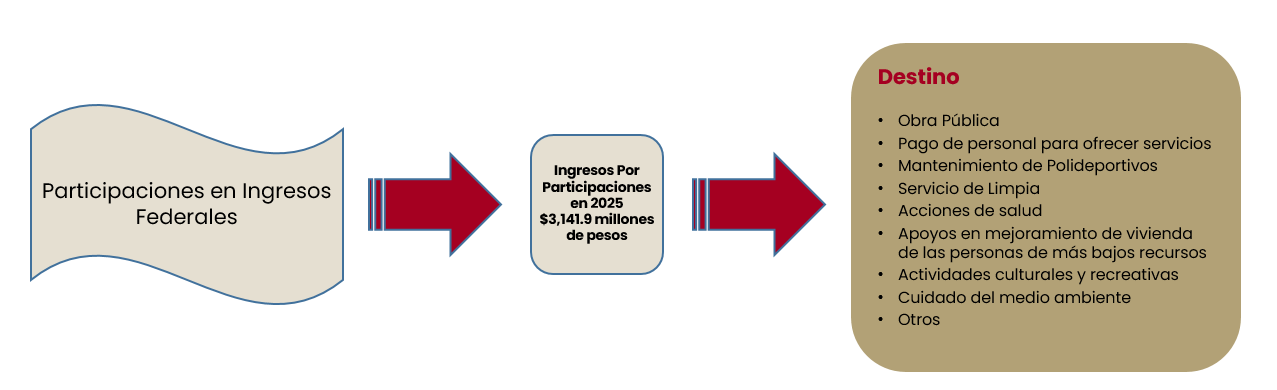 Participaciones en Ingresos
Federales
Ingresos Por
Participaciones
en 2025
$3,141.9 millones
de pesos
Destino
• Obra Pública
• Pago de personal para ofrecer servicios
• Mantenimiento de Polideportivos
• Servicio de Limpia
• Acciones de salud
• Apoyos en mejoramiento de vivienda
de las personas de más bajos recursos
• Actividades culturales y recreativas
• Cuidado del medio ambiente
• Otros